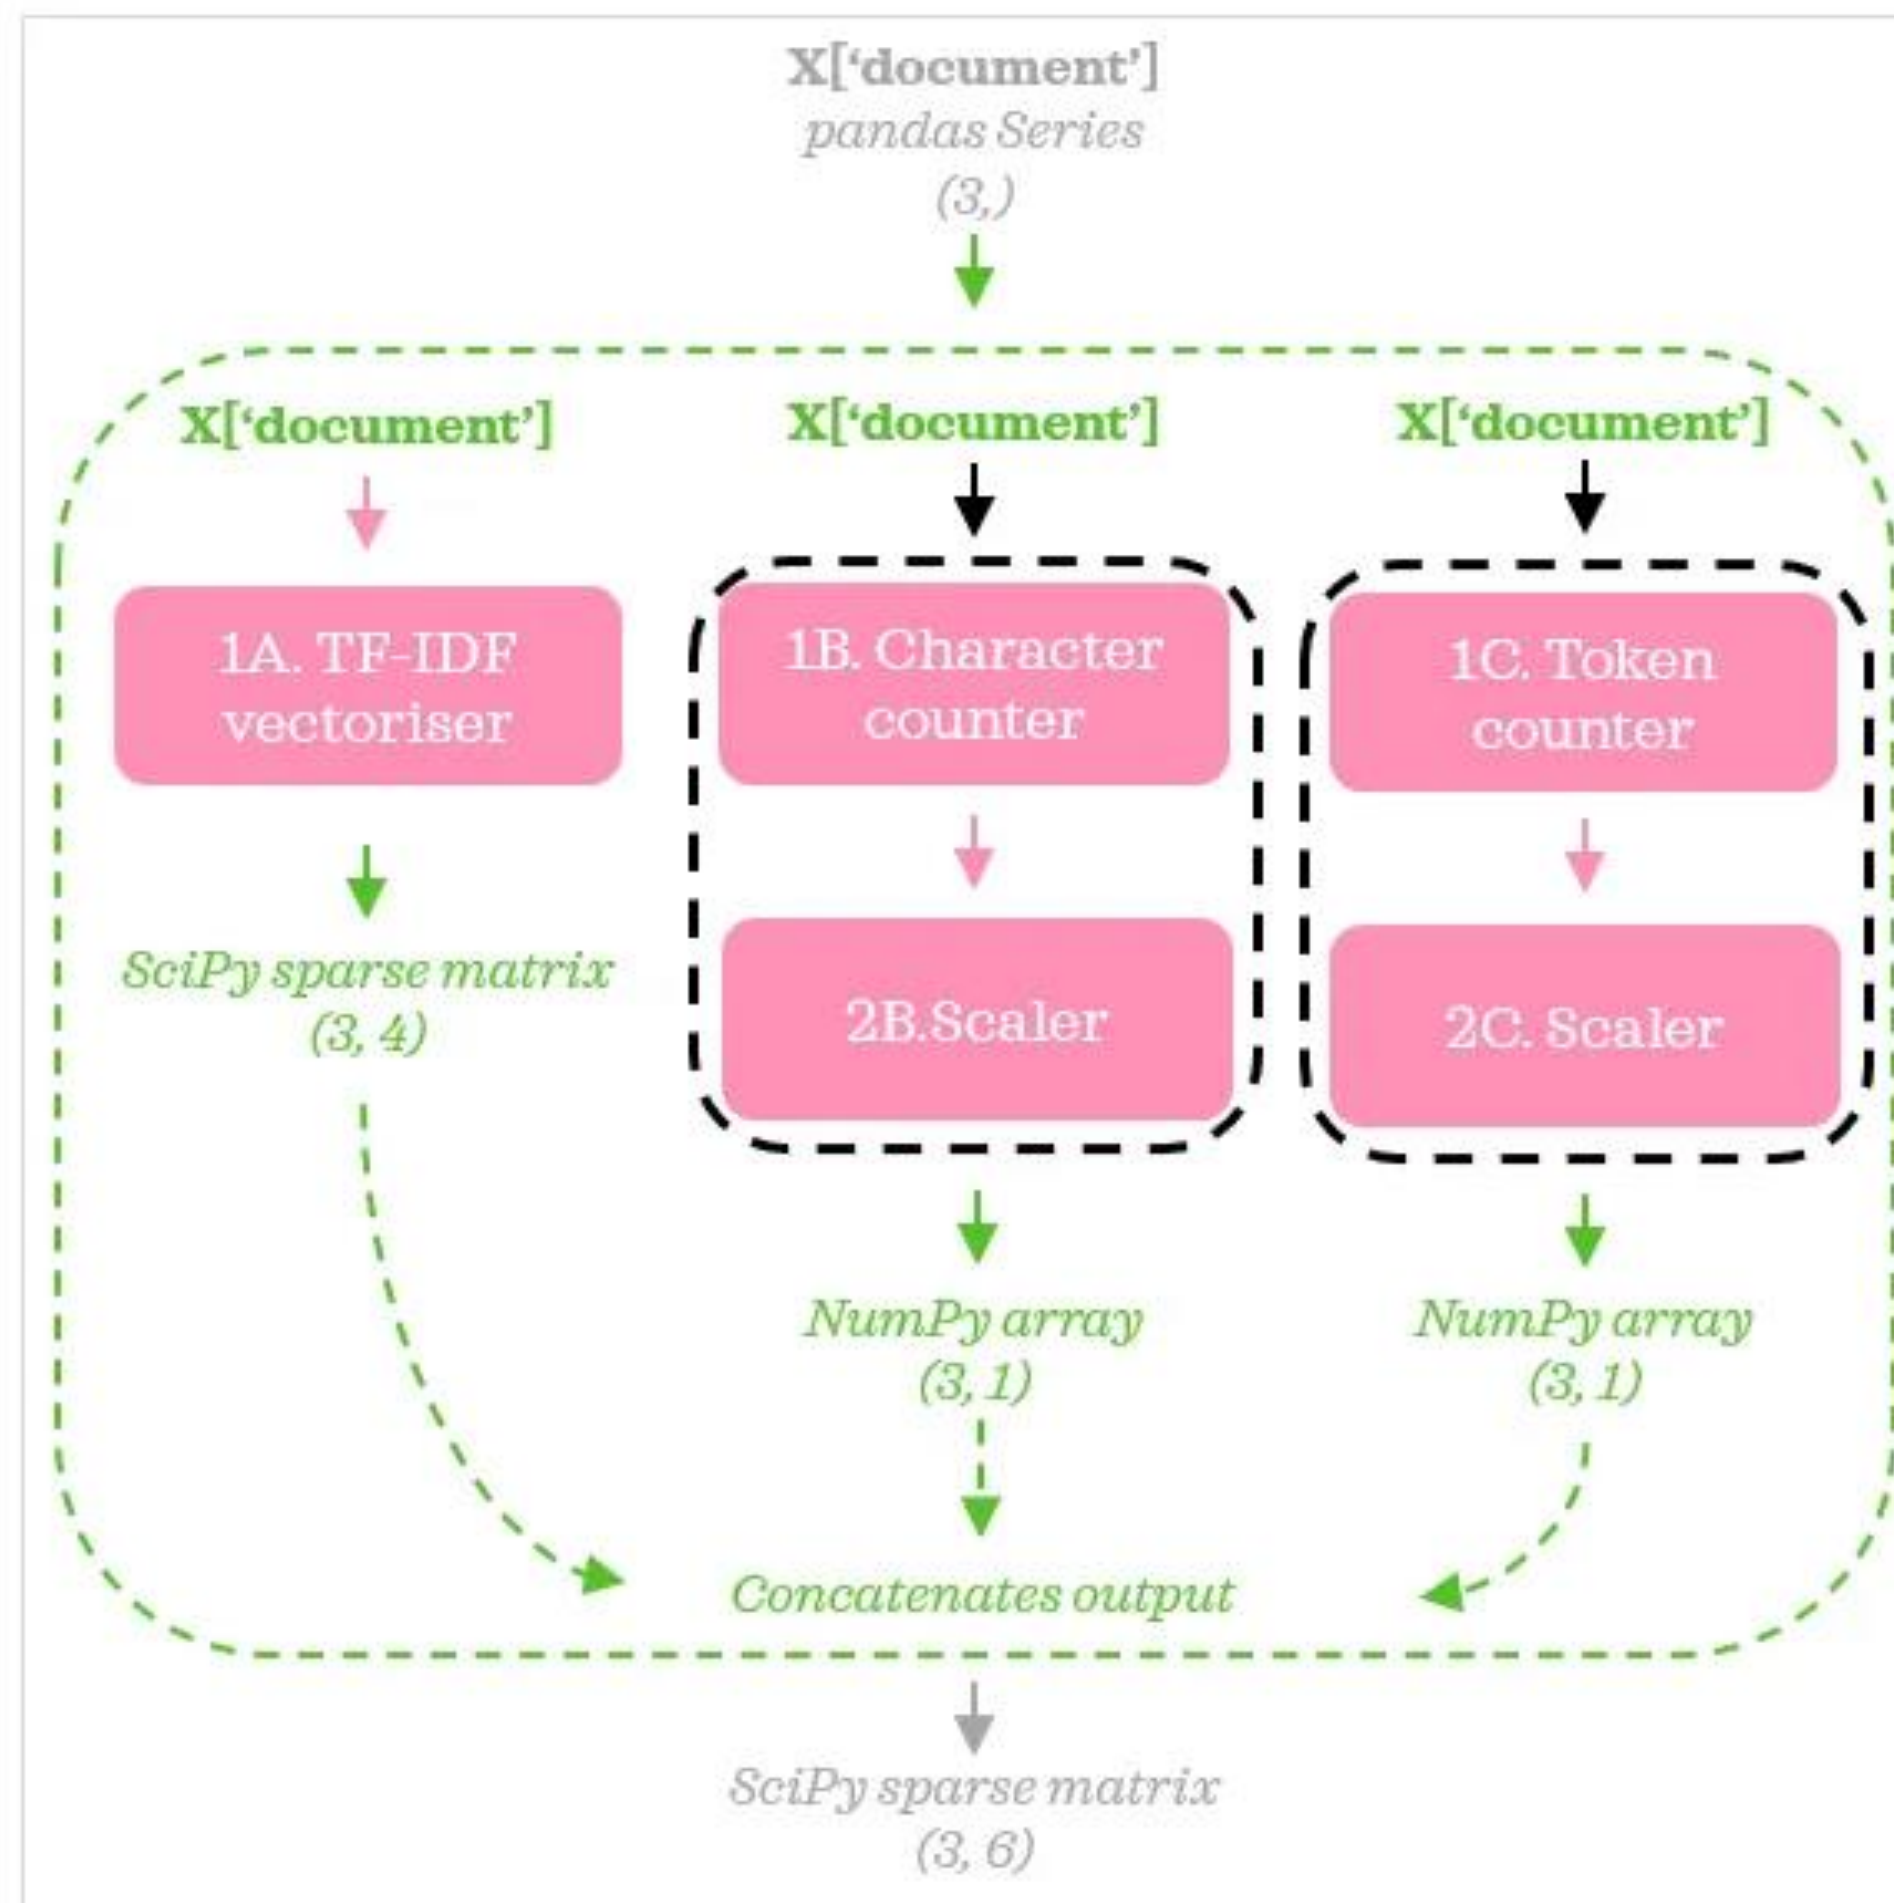 X[‘document’]
pandas Series
(3,)
X[‘document’]
X[‘document’]
X[‘document’]
1A. TF-IDF
vectoriser
1B. Character
counter
1C. Token
counter
SciPy sparse matrix
(3, 4)
2B.Scaler
2C. Scaler
NumPy array
(3, 1)
NumPy array
(3, 1)
Concatenates output
SciPy sparse matrix
(3, 6)